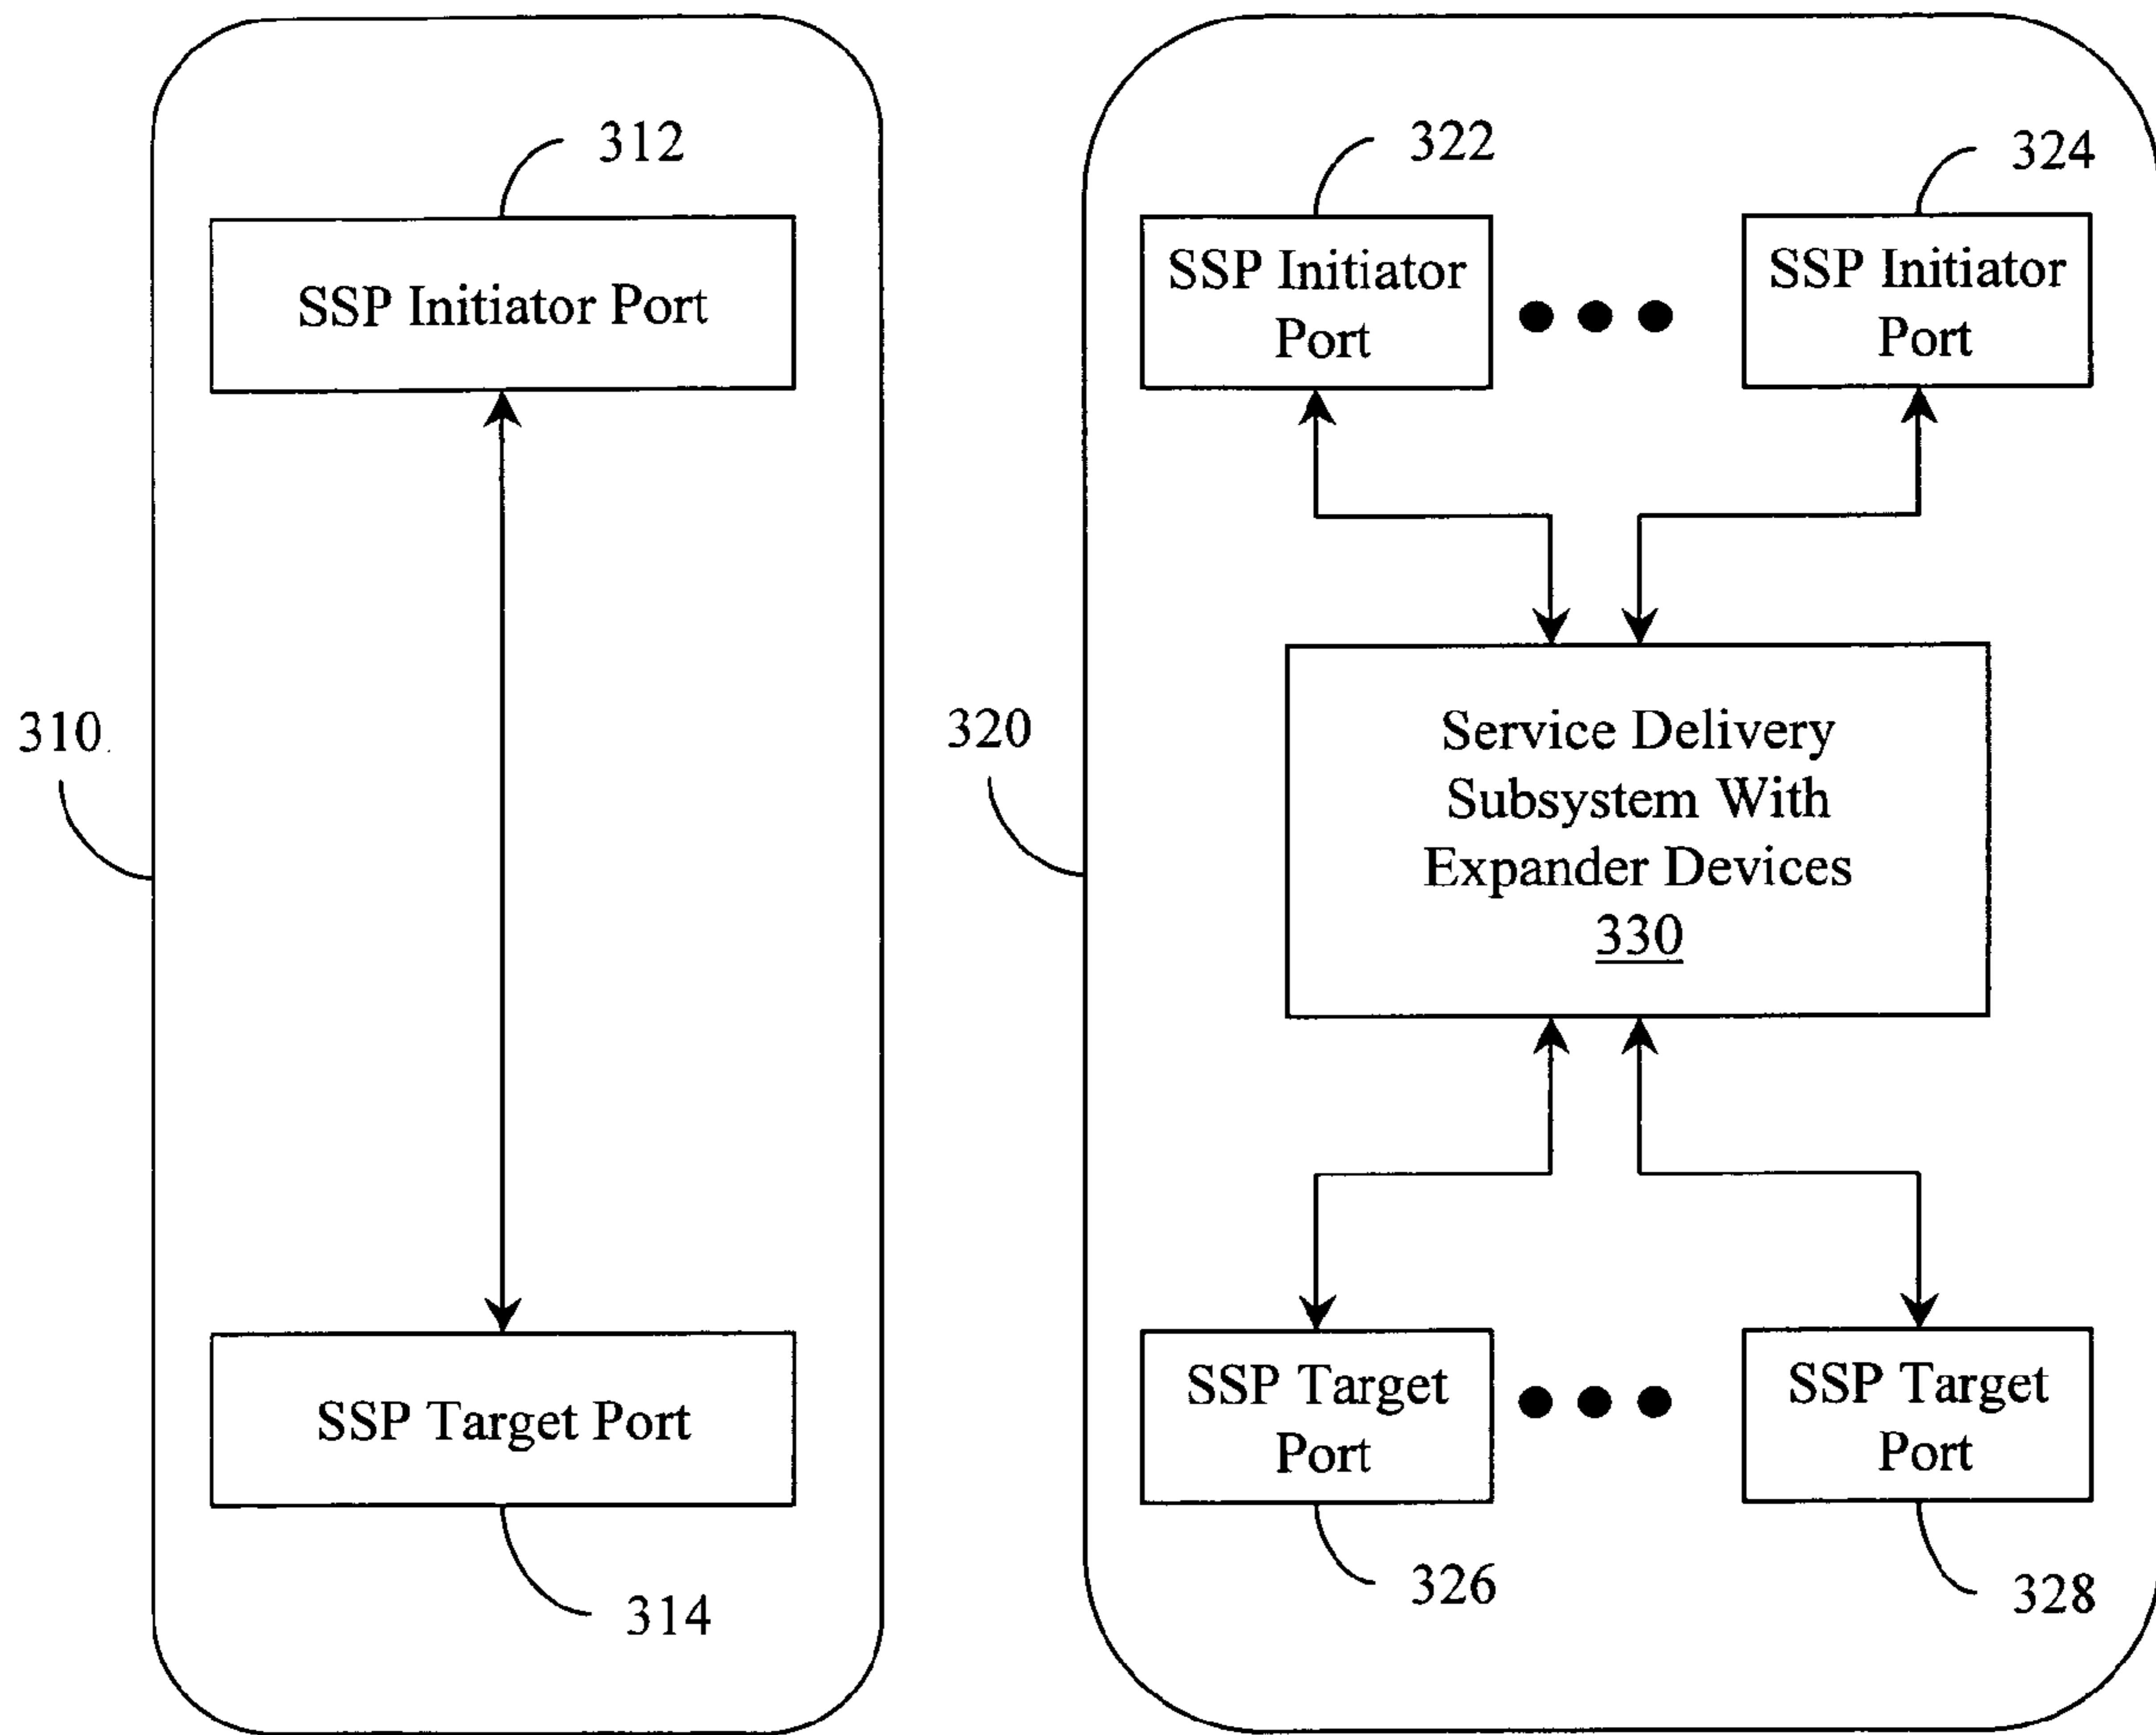 312
SSP Initiator Port
310
SSP Target Port
314
322
324
SSP Initiator
Port
SSP Initiator
Port
320
Service Delivery
Subsystem With
Expander Devices
330
SSP Target
Port
SSP Target
Port
326
328